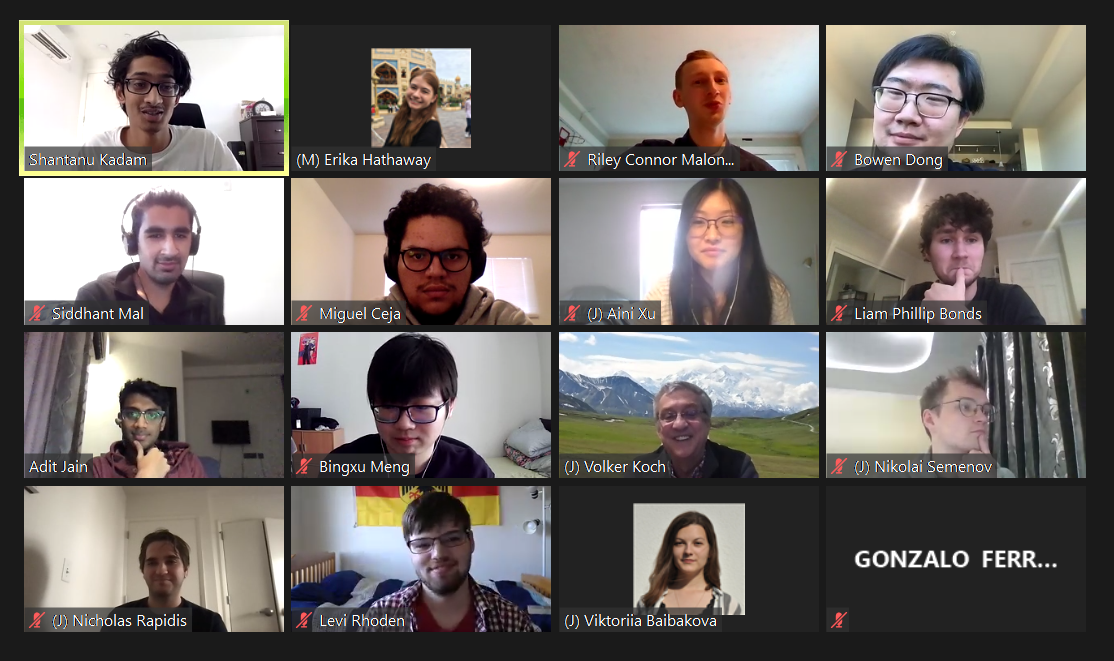 Shantanu Kadam
(M) Erika Hathaway
Riley Connor Malon...
Bowen Dong
Siddhant Mal
Miguel Ceja
(J) Aini Xu
Liam Phillip Bonds
Adit Jain
Bingxu Meng
(J) Volker Koch
(J) Nikolai Semenov
(J) Nicholas Rapidis
Levi Rhoden
(J) Viktoriia Baibakova
GONZALO FERR...